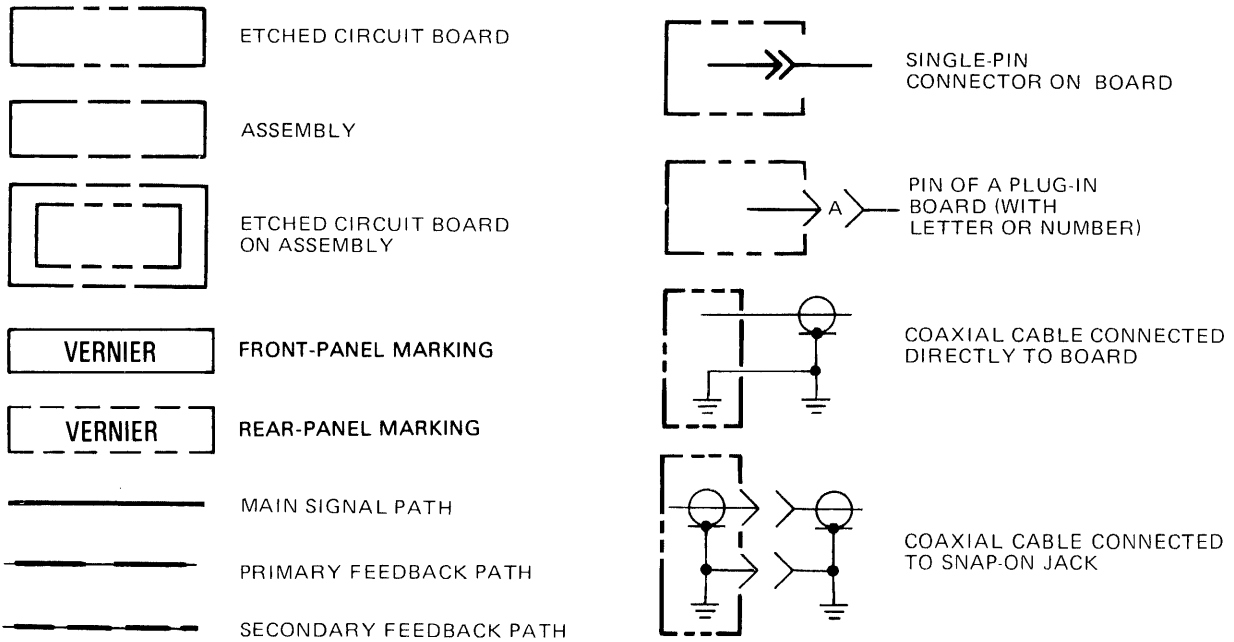 ETCHED CIRCUIT BOARD
ASSEMBLY
ETCHED CIRCUIT BOARD
ON ASSEMBLY
VERNIER
FRONT-PANEL MARKING
VERNIER
REAR-PANEL MARKING
MAIN SIGNAL PATH
PRIMARY FEEDBACK PATH
SECONDARY FEEDBACK PATH
SINGLE-PIN
CONNECTOR ON BOARD
A
PIN OF A PLUG-IN
BOARD (WITH
LETTER OR NUMBER)
COAXIAL CABLE CONNECTED
DIRECTLY TO BOARD
COAXIAL CABLE CONNECTED
TO SNAP-ON JACK